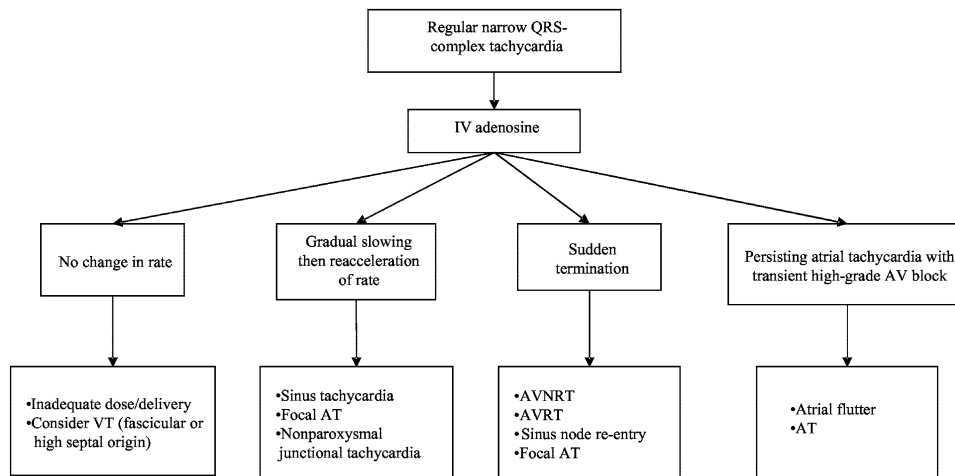 Regular narrow QRS-
complex tachycardia
IV adenosine
No change in rate
Gradual slowing
then reacceleration
of rate
Sudden
termination
Persisting atrial tachycardia with
transient high-grade AV block
•Inadequate dose/delivery
•Consider VT (fascicular or
high septal origin)
•Sinus tachycardia
•Focal AT
•Nonparoxysmal
junctional tachycardia
•AVNRT
•AVRT
•Sinus node re-entry
•Focal AT
•Atrial flutter
•AT